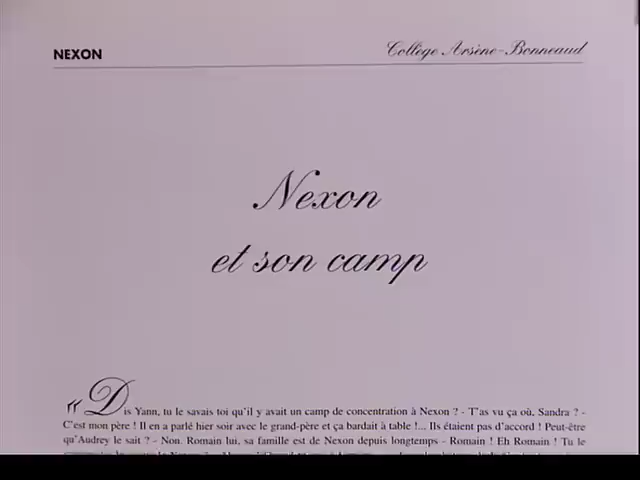 NEXON
Collège Arsène-Bonneaud
Nexon
et son camp
« Dis Yann, tu le savais toi qu'il y avait un camp de concentration à Nexon ? - T'as vu ça où, Sandra ? -
C'est mon père ! Il en a parlé hier soir avec le grand-père et ça bardait à table !... Ils étaient pas d'accord ! Peut-être
qu'Audrey le sait ? - Non. Romain lui, sa famille est de Nexon depuis longtemps - Romain ! Eh Romain ! Tu le